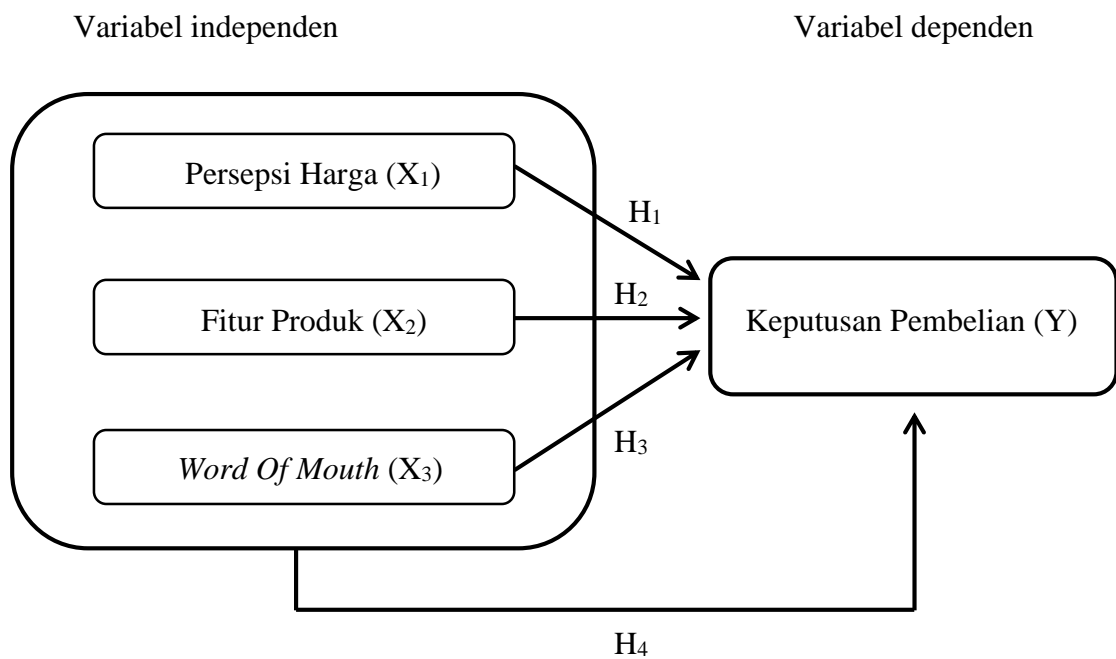 Variabel independen
Variabel dependen
Persepsi Harga (X₁)
H₁
Fitur Produk (X₂)
H₂
Keputusan Pembelian (Y)
Word Of Mouth (X₃)
H₃
H₄